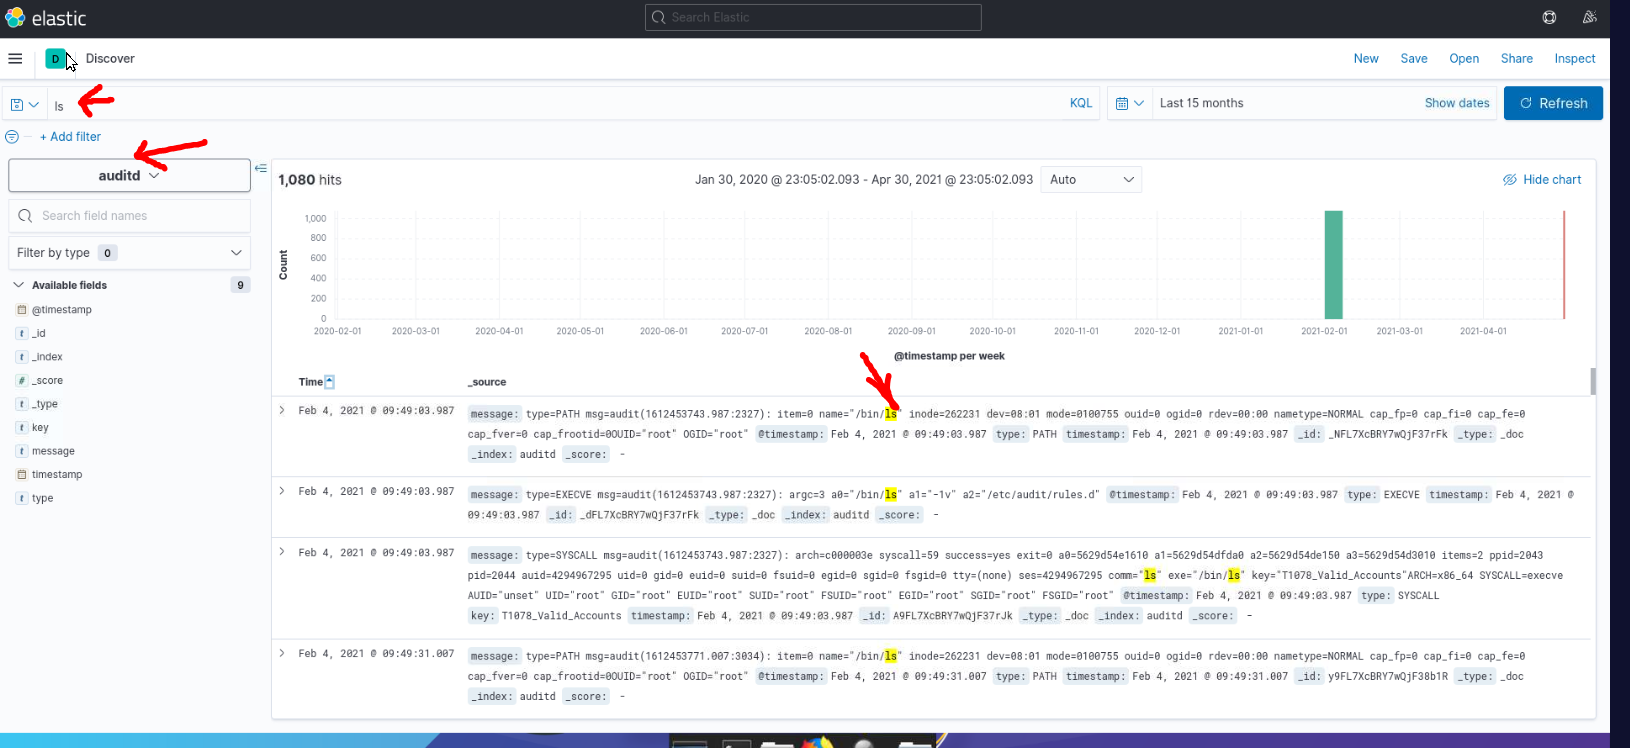 elastic
Search Elastic
D Discover
New Save Open Share Inspect
ls
KQL
Last 15 months
Show dates
Refresh
+ Add filter
auditd
Search field names
Filter by type 0
Available fields 9
@timestamp
_id
_index
_score
_type
key
message
timestamp
type
1,080 hits
Jan 30, 2020 @ 23:05:02.093 - Apr 30, 2021 @ 23:05:02.093
Auto
Hide chart
Count
1,000
800
600
400
200
0
2020-02-01 2020-03-01 2020-04-01 2020-05-01 2020-06-01 2020-07-01 2020-08-01 2020-09-01 2020-10-01 2020-11-01 2020-12-01 2021-01-01 2021-02-01 2021-03-01 2021-04-01
@timestamp per week
Time _source
Feb 4, 2021 @ 09:49:03.987 message: type=PATH msg=audit(1612453743.987:2327): item=0 name="/bin/ls" inode=262231 dev=08:01 mode=0100755 ouid=0 ogid=0 rdev=00:00 nametype=NORMAL cap_fp=0 cap_fi=0 cap_fe=0
cap_fver=0 cap_frootid=0OUID="root" OGID="root" @timestamp: Feb 4, 2021 @ 09:49:03.987 type: PATH timestamp: Feb 4, 2021 @ 09:49:03.987 _id: _NFL7XcBRY7wQjF37rFk _type: _doc
_index: auditd _score: -
Feb 4, 2021 @ 09:49:03.987 message: type=EXECVE msg=audit(1612453743.987:2327): argc=3 a0="/bin/ls" a1="-1v" a2="/etc/audit/rules.d" @timestamp: Feb 4, 2021 @ 09:49:03.987 type: EXECVE timestamp: Feb 4, 2021 @
09:49:03.987 _id: _dFL7XcBRY7wQjF37rFk _type: _doc _index: auditd _score: -
Feb 4, 2021 @ 09:49:03.987 message: type=SYSCALL msg=audit(1612453743.987:2327): arch=c000003e syscall=59 success=yes exit=0 a0=5629d54e1610 a1=5629d54dfda0 a2=5629d54de150 a3=5629d54d3010 items=2 ppid=2043
pid=2044 auid=4294967295 uid=0 gid=0 euid=0 suid=0 fsuid=0 egid=0 sgid=0 fsgid=0 tty=(none) ses=4294967295 comm="ls" exe="/bin/ls" key="T1078_Valid_Accounts"ARCH=x86_64 SYSCALL=execve
AUID="unset" UID="root" GID="root" EUID="root" SUID="root" FSUID="root" EGID="root" SGID="root" FSGID="root" @timestamp: Feb 4, 2021 @ 09:49:03.987 type: SYSCALL
key: T1078_Valid_Accounts timestamp: Feb 4, 2021 @ 09:49:03.987 _id: A9FL7XcBRY7wQjF37rJk _type: _doc _index: auditd _score: -
Feb 4, 2021 @ 09:49:31.007 message: type=PATH msg=audit(1612453771.007:3034): item=0 name="/bin/ls" inode=262231 dev=08:01 mode=0100755 ouid=0 ogid=0 rdev=00:00 nametype=NORMAL cap_fp=0 cap_fi=0 cap_fe=0
cap_fver=0 cap_frootid=0OUID="root" OGID="root" @timestamp: Feb 4, 2021 @ 09:49:31.007 type: PATH timestamp: Feb 4, 2021 @ 09:49:31.007 _id: y9FL7XcBRY7wQjF38b1R _type: _doc
_index: auditd _score: -